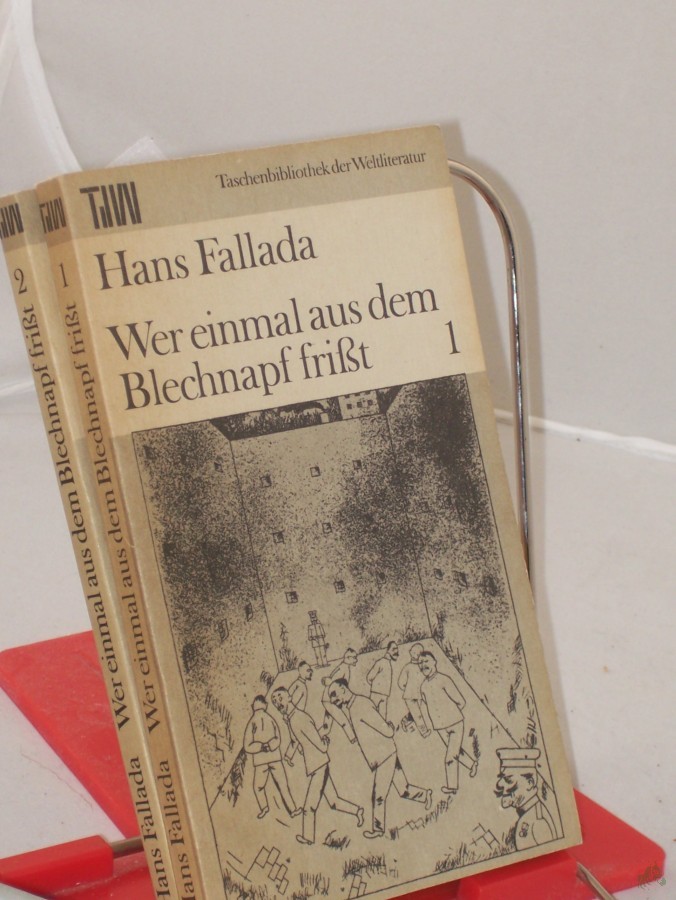 TdW
Taschenbibliothek der Weltliteratur
Hans Fallada
Wer einmal aus dem
Blechnapf frißt
1
TdW
1
Hans Fallada Wer einmal aus dem Blechnapf frißt
TdW
2
Hans Fallada Wer einmal aus dem Blechnapf frißt